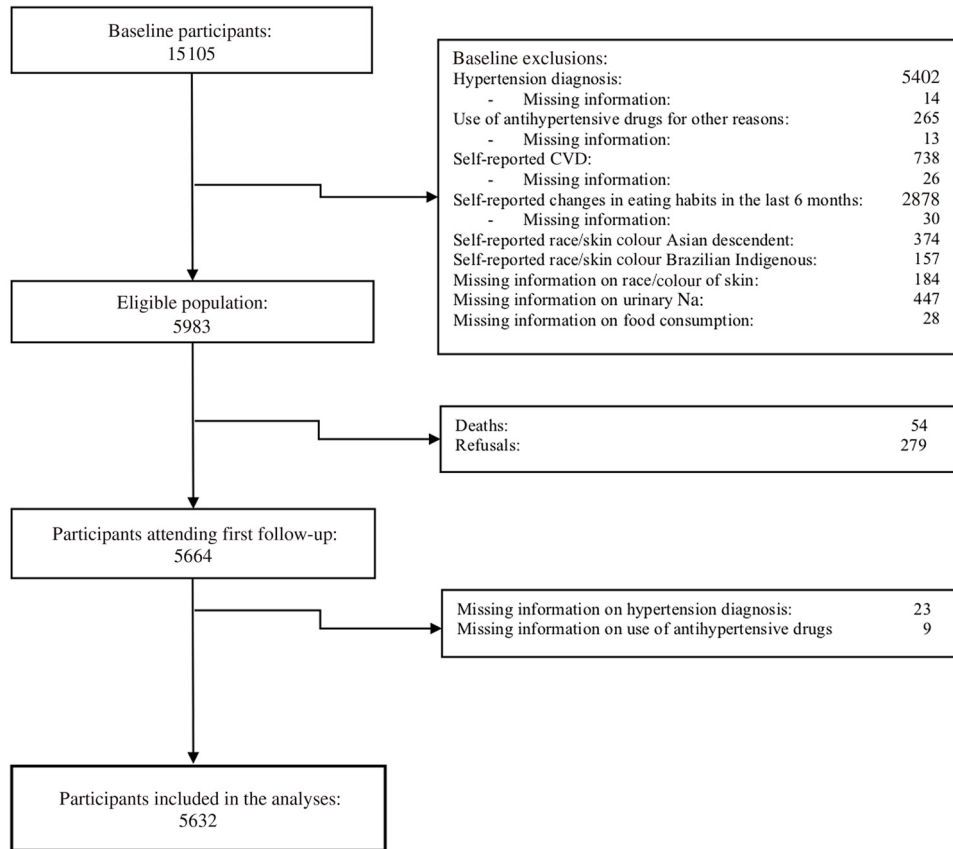 Baseline participants:
15105
Baseline exclusions:
Hypertension diagnosis: 5402
- Missing information: 14
Use of antihypertensive drugs for other reasons: 265
- Missing information: 13
Self-reported CVD: 738
- Missing information: 26
Self-reported changes in eating habits in the last 6 months: 2878
- Missing information: 30
Self-reported race/skin colour Asian descendent: 374
Self-reported race/skin colour Brazilian Indigenous: 157
Missing information on race/colour of skin: 184
Missing information on urinary Na: 447
Missing information on food consumption: 28
Eligible population:
5983
Deaths: 54
Refusals: 279
Participants attending first follow-up:
5664
Missing information on hypertension diagnosis: 23
Missing information on use of antihypertensive drugs 9
Participants included in the analyses:
5632